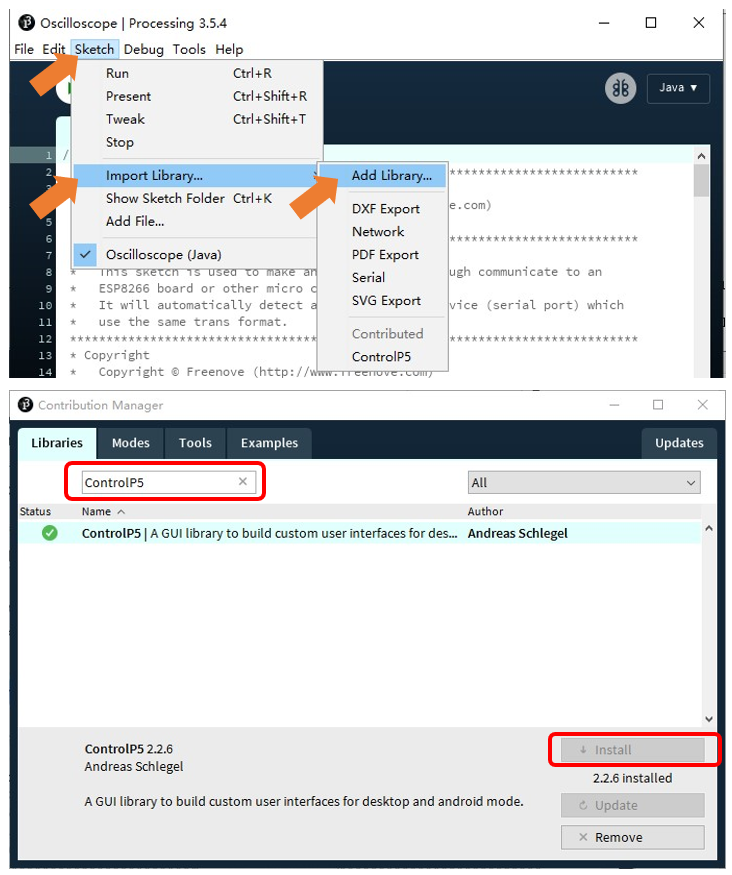 Oscilloscope | Processing 3.5.4
File Edit Sketch Debug Tools Help
Run Ctrl+R
Present Ctrl+Shift+R
Tweak Ctrl+Shift+T
Stop
Import Library...
Show Sketch Folder Ctrl+K
Add File...
Oscilloscope (Java)
Java ▾
Add Library...
DXF Export
Network
PDF Export
Serial
SVG Export
Contributed
ControlP5
1 /
2 **************************
e.com)
5
6 **************************
7
8 * This sketch is used to make an ugh communicate to an
9 * ESP8266 board or other micro c
10 * It will automatically detect a vice (serial port) which
11 * use the same trans format.
12 ******************************************************************************
13 * Copyright
14 * Copyright © Freenove (http://www.freenove.com)
Contribution Manager
Libraries Modes Tools Examples Updates
ControlP5 × All
Status Name Author
ControlP5 | A GUI library to build custom user interfaces for des... Andreas Schlegel
ControlP5 2.2.6
Andreas Schlegel
A GUI library to build custom user interfaces for desktop and android mode.
↓ Install
2.2.6 installed
Update
× Remove